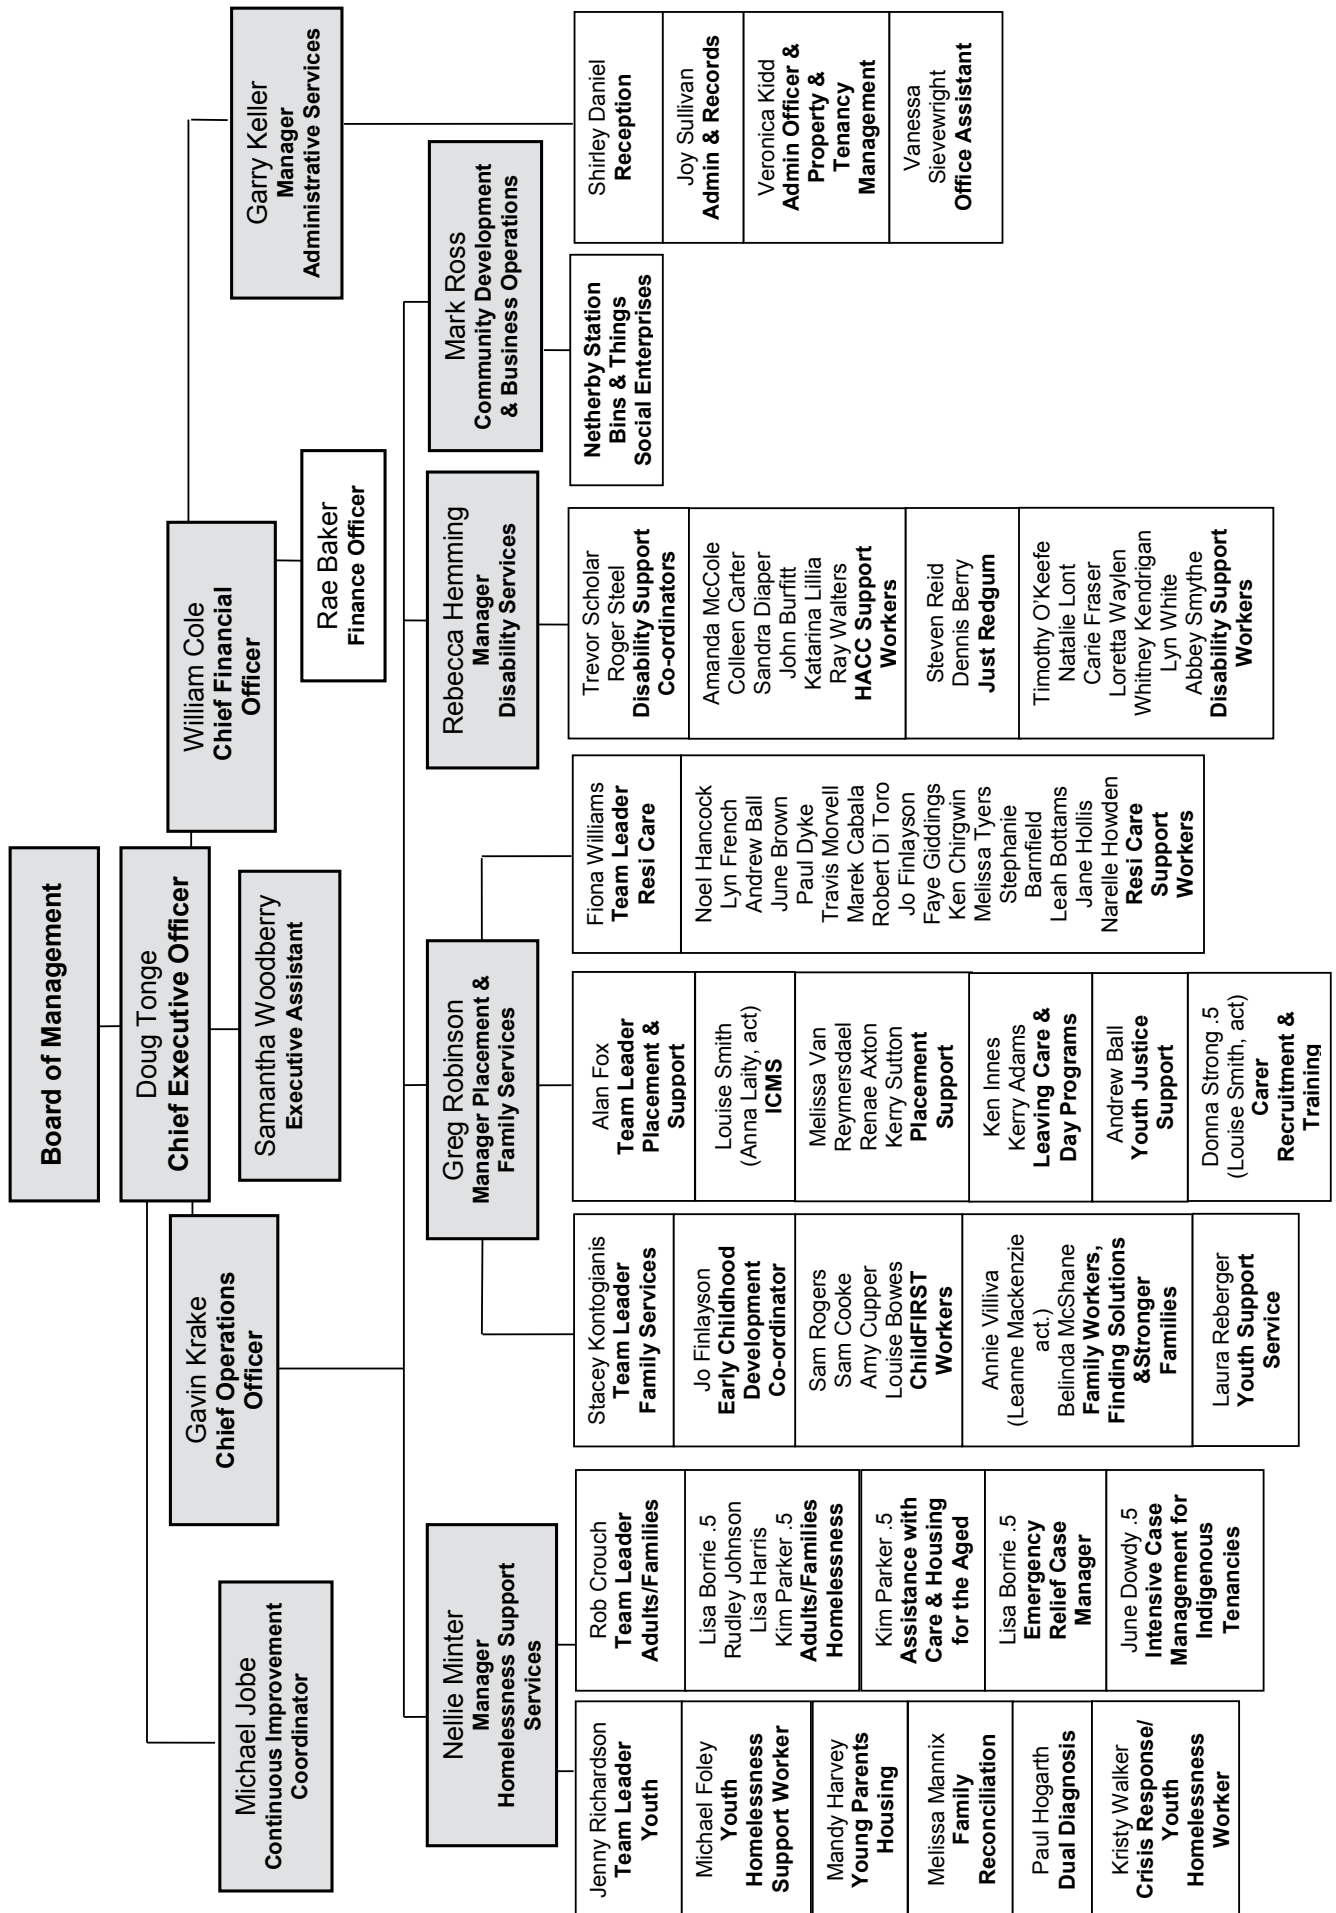 Board of Management
Doug Tonge
Chief Executive Officer
Samantha Woodberry
Executive Assistant
Michael Jobe
Continuous Improvement
Coordinator
Gavin Krake
Chief Operations
Officer
William Cole
Chief Financial
Officer
Rae Baker
Finance Officer
Garry Keller
Manager
Administrative Services
Nellie Minter
Manager
Homelessness Support
Services
Greg Robinson
Manager Placement &
Family Services
Rebecca Hemming
Manager
Disability Services
Mark Ross
Community Development
& Business Operations
Jenny Richardson
Team Leader
Youth
Michael Foley
Youth
Homelessness
Support Worker
Mandy Harvey
Young Parents
Housing
Melissa Mannix
Family
Reconciliation
Paul Hogarth
Dual Diagnosis
Kristy Walker
Crisis Response/
Youth
Homelessness
Worker
Rob Crouch
Team Leader
Adults/Families
Lisa Borrie .5
Rudley Johnson
Lisa Harris
Kim Parker .5
Adults/Families
Homelessness
Kim Parker .5
Assistance with
Care & Housing
for the Aged
Lisa Borrie .5
Emergency
Relief Case
Manager
June Dowdy .5
Intensive Case
Management for
Indigenous
Tenancies
Stacey Kontogianis
Team Leader
Family Services
Jo Finlayson
Early Childhood
Development
Co-ordinator
Sam Rogers
Sam Cooke
Amy Cupper
Louise Bowes
ChildFIRST
Workers
Annie Villiva
(Leanne Mackenzie
act.)
Belinda McShane
Family Workers,
Finding Solutions
&Stronger
Families
Laura Reberger
Youth Support
Service
Alan Fox
Team Leader
Placement &
Support
Louise Smith
(Anna Laity, act)
ICMS
Melissa Van
Reymersdael
Renae Axton
Kerry Sutton
Placement
Support
Ken Innes
Kerry Adams
Leaving Care &
Day Programs
Andrew Ball
Youth Justice
Support
Donna Strong .5
(Louise Smith, act)
Carer
Recruitment &
Training
Fiona Williams
Team Leader
Resi Care
Noel Hancock
Lyn French
Andrew Ball
June Brown
Paul Dyke
Travis Morvell
Marek Cabala
Robert Di Toro
Jo Finlayson
Faye Giddings
Ken Chirgwin
Melissa Tyers
Stephanie
Barnfield
Leah Bottams
Jane Hollis
Narelle Howden
Resi Care
Support
Workers
Trevor Scholar
Roger Steel
Disability Support
Co-ordinators
Amanda McCole
Colleen Carter
Sandra Diaper
John Burfitt
Katarina Lillia
Ray Walters
HACC Support
Workers
Steven Reid
Dennis Berry
Just Redgum
Timothy O'Keefe
Natalie Lont
Carie Fraser
Loretta Waylen
Whitney Kendrigan
Lyn White
Abbey Smythe
Disability Support
Workers
Netherby Station
Bins & Things
Social Enterprises
Shirley Daniel
Reception
Joy Sullivan
Admin & Records
Veronica Kidd
Admin Officer &
Property &
Tenancy
Management
Vanessa
Sievewright
Office Assistant